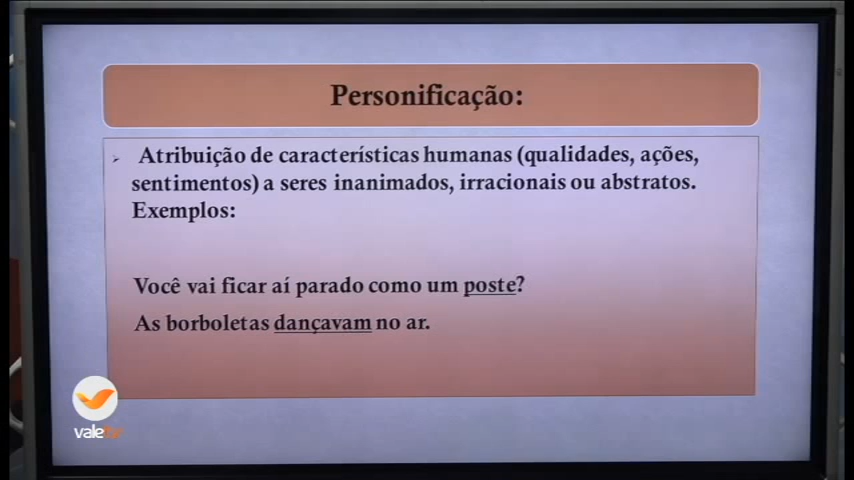 Personificação:
Atribuição de características humanas (qualidades, ações,
sentimentos) a seres inanimados, irracionais ou abstratos.
Exemplos:
Você vai ficar aí parado como um poste?
As borboletas dançavam no ar.
valetv